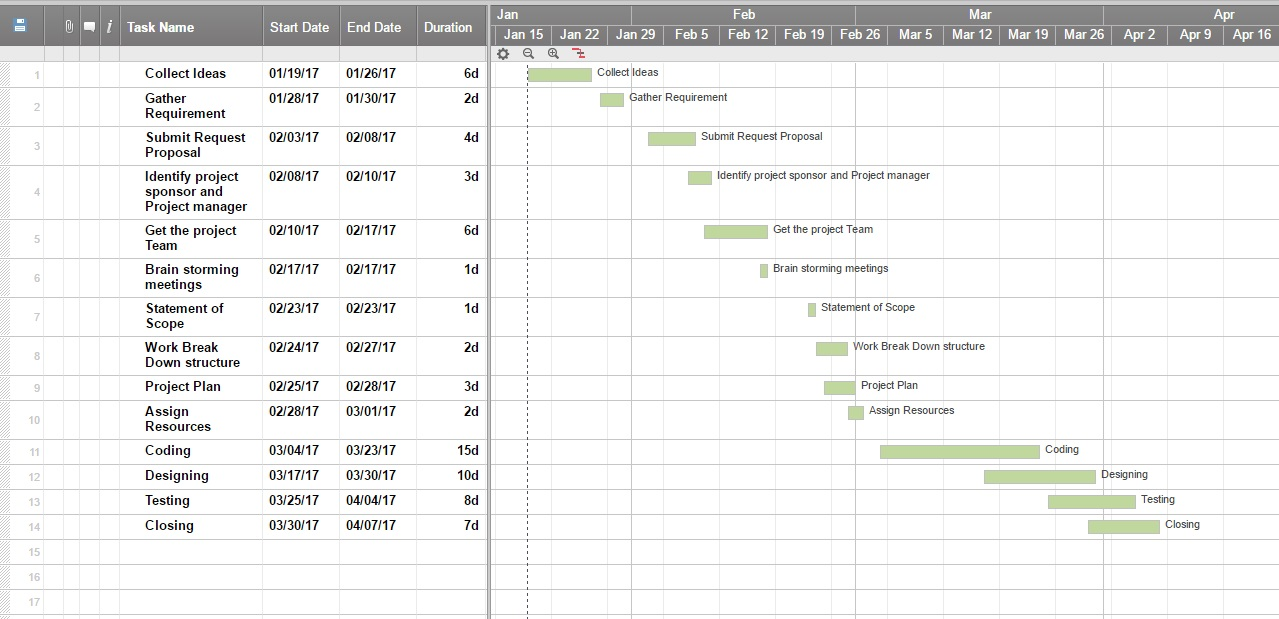 Jan Feb Mar Apr
i Task Name Start Date End Date Duration Jan 15 Jan 22 Jan 29 Feb 5 Feb 12 Feb 19 Feb 26 Mar 5 Mar 12 Mar 19 Mar 26 Apr 2 Apr 9 Apr 16
1 Collect Ideas 01/19/17 01/26/17 6d Collect Ideas
2 Gather 01/28/17 01/30/17 2d Gather Requirement
Requirement
3 Submit Request 02/03/17 02/08/17 4d Submit Request Proposal
Proposal
4 Identify project 02/08/17 02/10/17 3d Identify project sponsor and Project manager
sponsor and
Project manager
5 Get the project 02/10/17 02/17/17 6d Get the project Team
Team
6 Brain storming 02/17/17 02/17/17 1d Brain storming meetings
meetings
7 Statement of 02/23/17 02/23/17 1d Statement of Scope
Scope
8 Work Break 02/24/17 02/27/17 2d Work Break Down structure
Down structure
9 Project Plan 02/25/17 02/28/17 3d Project Plan
10 Assign 02/28/17 03/01/17 2d Assign Resources
Resources
11 Coding 03/04/17 03/23/17 15d Coding
12 Designing 03/17/17 03/30/17 10d Designing
13 Testing 03/25/17 04/04/17 8d Testing
14 Closing 03/30/17 04/07/17 7d Closing
15
16
17